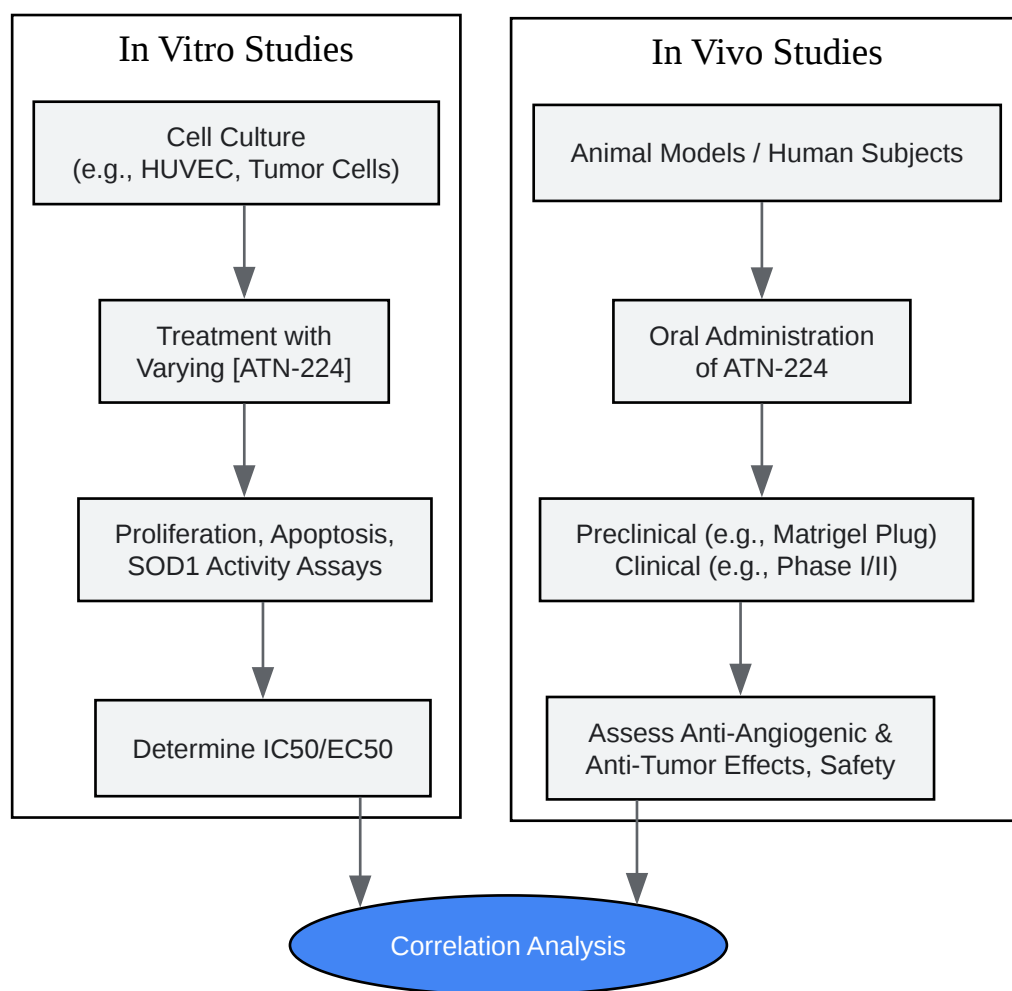 In Vitro Studies
Cell Culture
(e.g., HUVEC, Tumor Cells)
Treatment with
Varying [ATN-224]
Proliferation, Apoptosis,
SOD1 Activity Assays
Determine IC50/EC50
In Vivo Studies
Animal Models / Human Subjects
Oral Administration
of ATN-224
Preclinical (e.g., Matrigel Plug)
Clinical (e.g., Phase I/II)
Assess Anti-Angiogenic &
Anti-Tumor Effects, Safety
Correlation Analysis